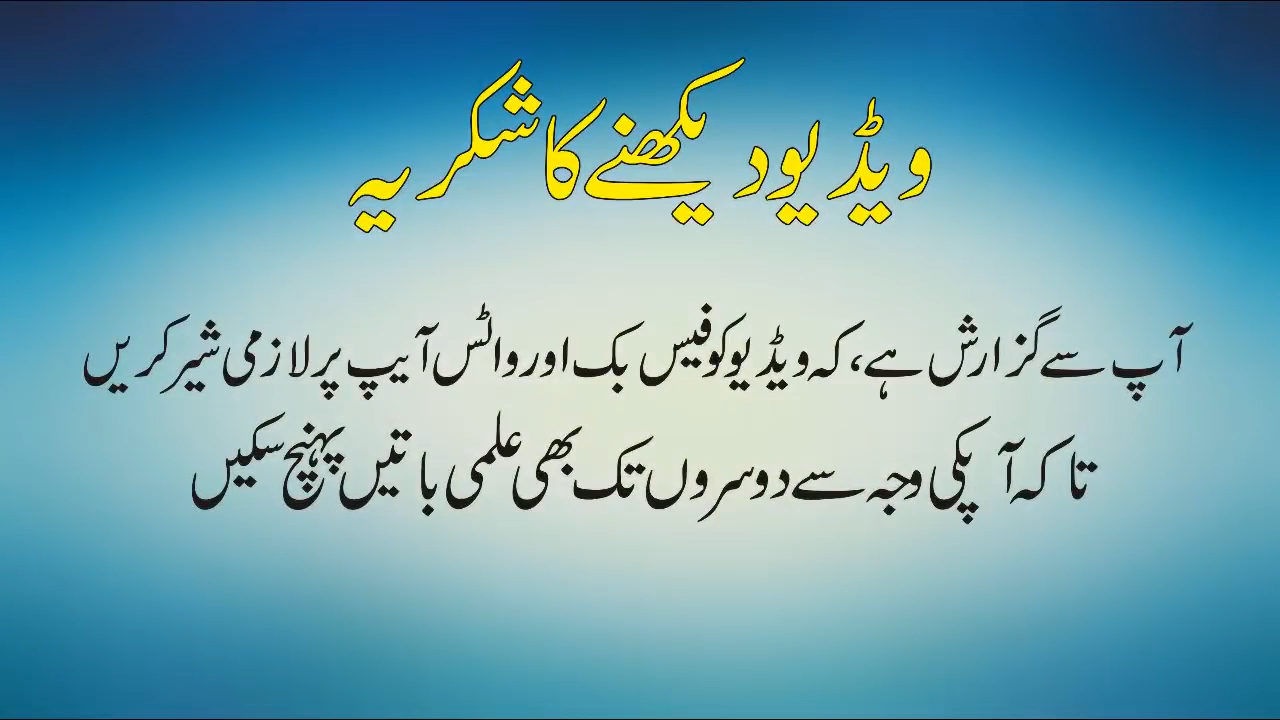 ویڈیو دیکھنے کا شکریہ
آپ سے گزارش ہے، کہ ویڈیو کو فیس بک اور واٹس آیپ پر لازمی شیر کریں
تاکہ آپکی وجہ سے دوسروں تک بھی علمی باتیں پہنچ سکیں